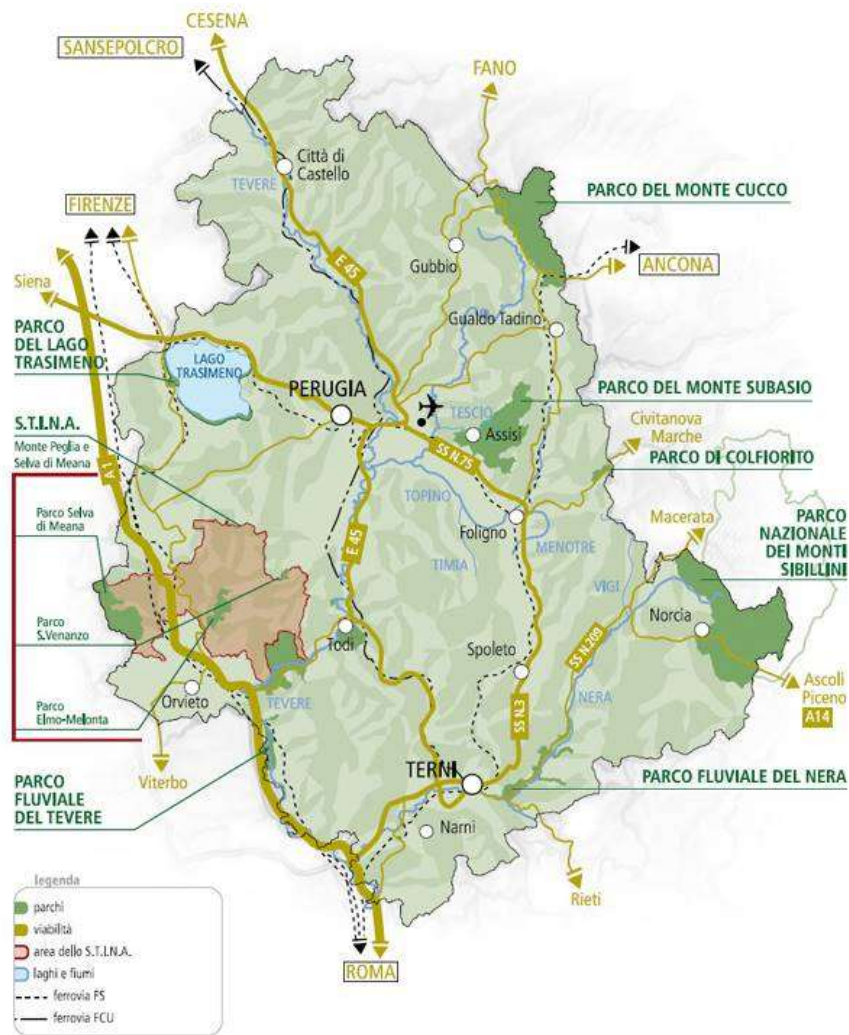 CESENA
SANSEPOLCRO
FANO
Città di
Castello
TEVERE
PARCO DEL MONTE CUCCO
FIRENZE
E 45
Gubbio
ANCONA
Siena
Gualdo Tadino
PARCO
DEL LAGO
TRASIMENO
LAGO
TRASIMENO
PERUGIA
PARCO DEL MONTE SUBASIO
TESCIO
Assisi
Civitanova
Marche
S.T.I.N.A.
Monte Peglia e
Selva di Meana
A1
SS N.75
PARCO DI COLFIORITO
TOPINO
Parco Selva
di Meana
E 45
Foligno
MENOTRE
Macerata
PARCO
NAZIONALE
DEI MONTI
SIBILLINI
TIMIA
VIGI
Parco
S.Venanzo
Todi
Norcia
Spoleto
SS N.209
Parco
Elmo-Melonta
Orvieto
TEVERE
NERA
Ascoli
Piceno
A14
SS N.3
Viterbo
TERNI
PARCO FLUVIALE DEL NERA
PARCO
FLUVIALE
DEL TEVERE
Narni
Rieti
ROMA
legenda
parchi
viabilità
area dello S.T.I.N.A.
laghi e fiumi
ferrovia FS
ferrovia FCU